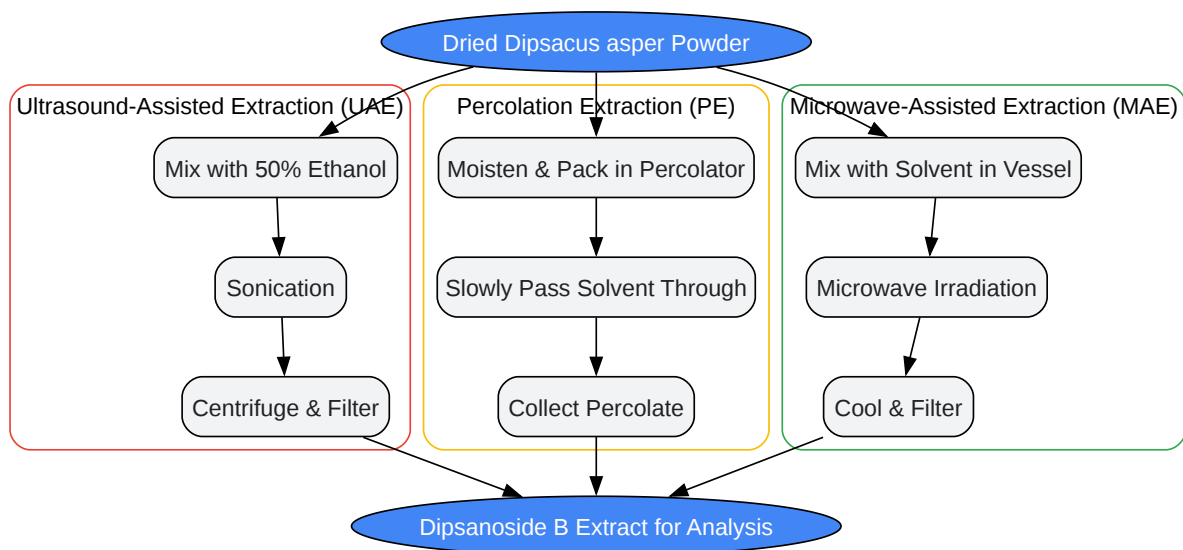 Dried Dipsacus asper Powder
Ultrasound-Assisted Extraction (UAE)
Percolation Extraction (PE)
Microwave-Assisted Extraction (MAE)
Mix with 50% Ethanol
Moisten & Pack in Percolator
Mix with Solvent in Vessel
Sonication
Slowly Pass Solvent Through
Microwave Irradiation
Centrifuge & Filter
Collect Percolate
Cool & Filter
Dipsanoside B Extract for Analysis